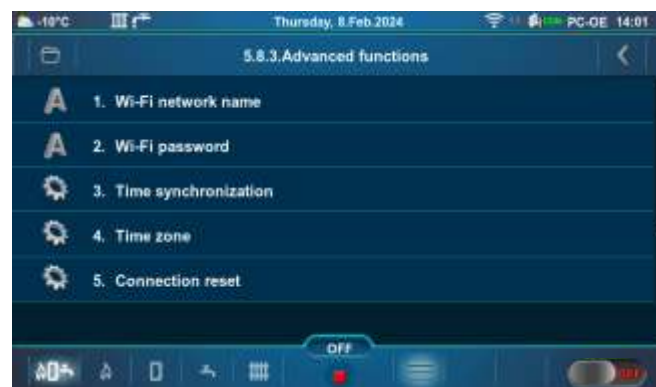 -10°C Thursday, 8.Feb.2024 PC-OE 14:01
5.8.3.Advanced functions
A 1. Wi-Fi network name
A 2. Wi-Fi password
3. Time synchronization
4. Time zone
5. Connection reset
OFF
OFF